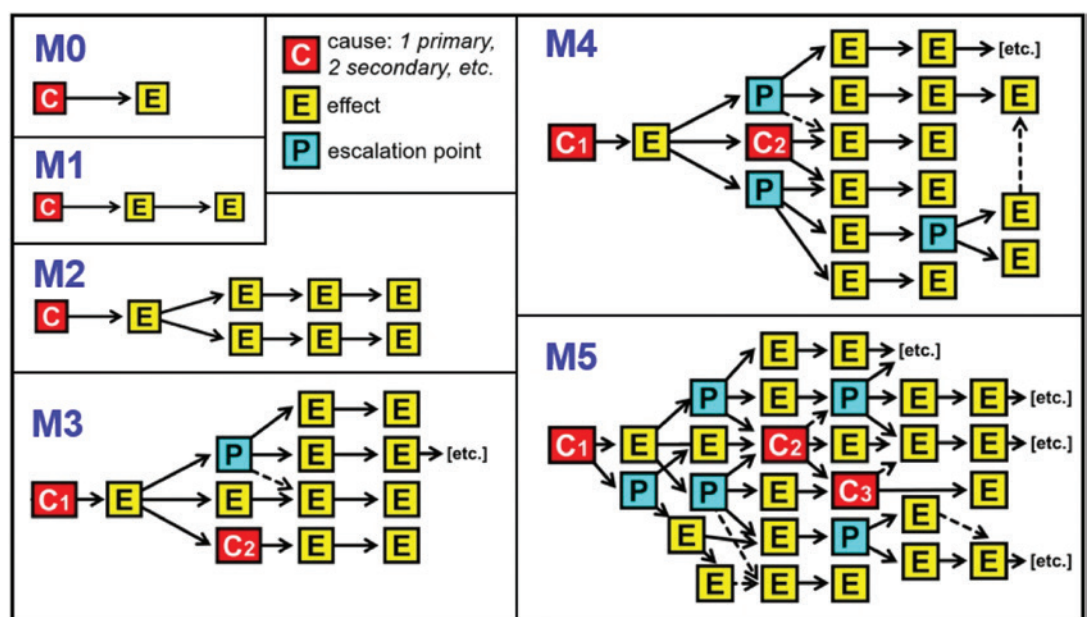 M0
C E
C cause: 1 primary,
2 secondary, etc.
E effect
P escalation point
M1
C E E
M2
E E E
C E
E E E
M3
E E
P E E [etc.]
C1 E E E E
C2 E E
M4
E E [etc.]
P E E E
C1 E C2 E E
P E E
E
E P
E
E E
M5
E E [etc.]
P E P E E [etc.]
C1 E E C2 E E E [etc.]
P P E C3 E
E
E E P
E E [etc.]
E E E